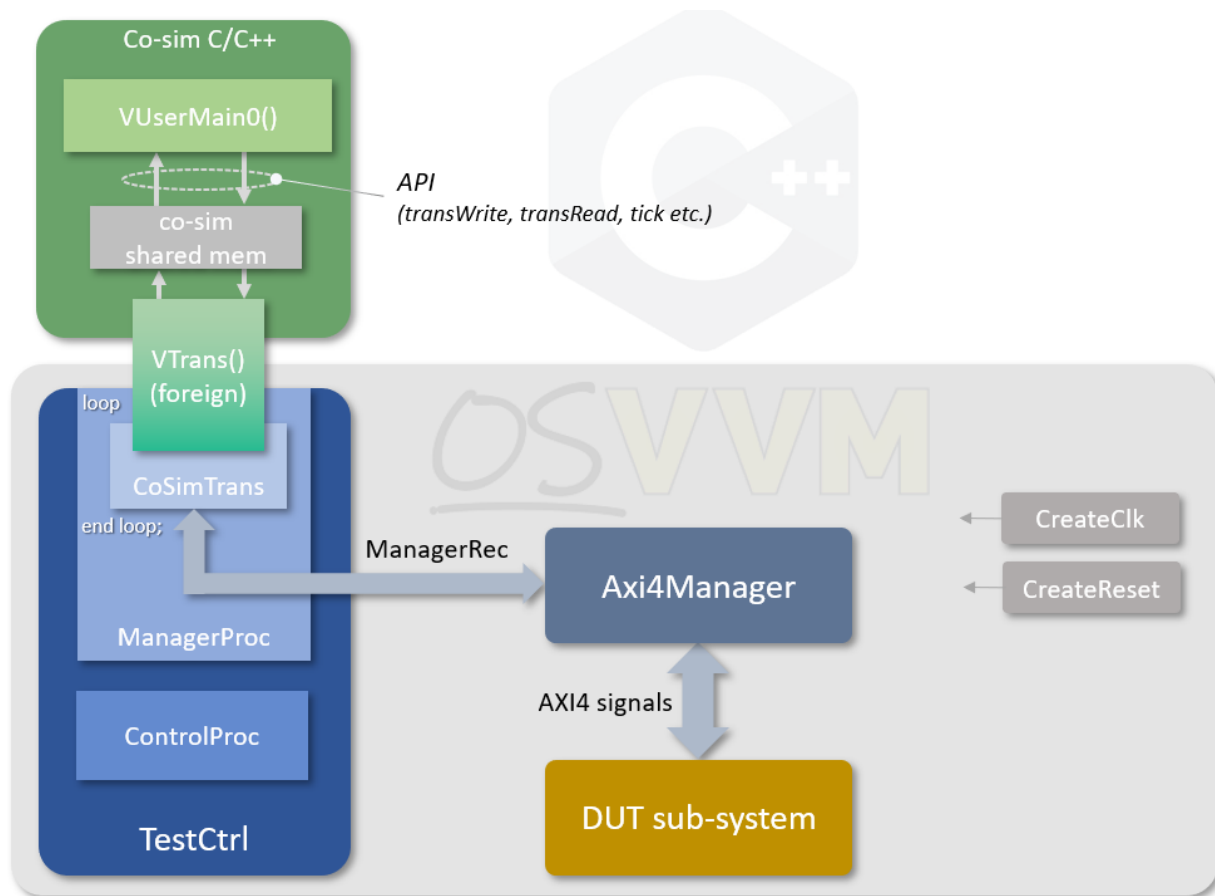 Co-sim C/C++
VUserMain0()
API
(transWrite, transRead, tick etc.)
co-sim
shared mem
++
VTrans()
(foreign)
loop
CoSimTrans
end loop;
ManagerProc
ControlProc
TestCtrl
OSVVM
ManagerRec
Axi4Manager
AXI4 signals
DUT sub-system
CreateClk
CreateReset